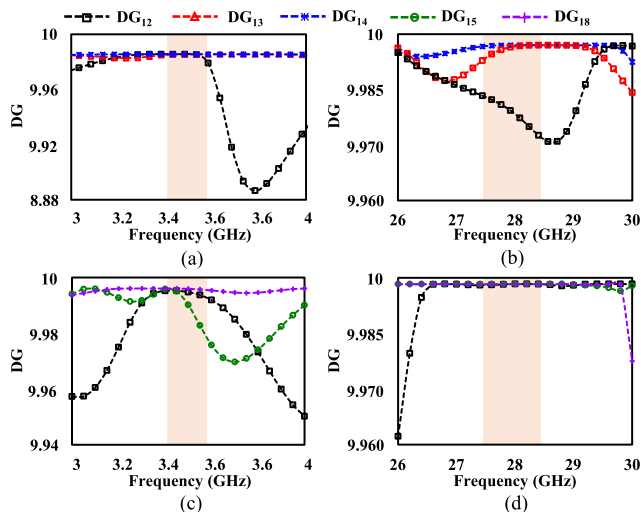 DG12 DG13 DG14 DG15 DG18
10
9.96
9.92
8.88
DG
3 3.2 3.4 3.6 3.6 4
Frequency (GHz)
(a)
10
9.985
9.970
9.960
DG
26 27 28 29 30
Frequency (GHz)
(b)
10
9.98
9.96
9.94
DG
3 3.2 3.4 3.6 3.6 4
Frequency (GHz)
(c)
10
9.985
9.970
9.960
DG
26 27 28 29 30
Frequency (GHz)
(d)